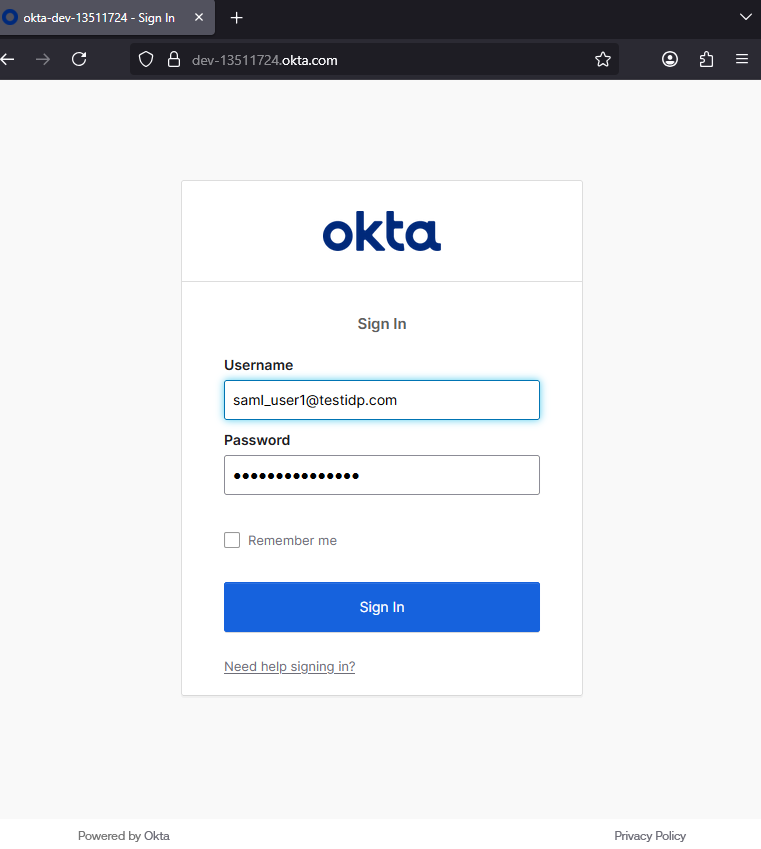 okta-dev-13511724 - Sign In
dev-13511724.okta.com
okta
Sign In
Username
saml_user1@testidp.com
Password
•••••••••••••••
Remember me
Sign In
Need help signing in?
Powered by Okta
Privacy Policy